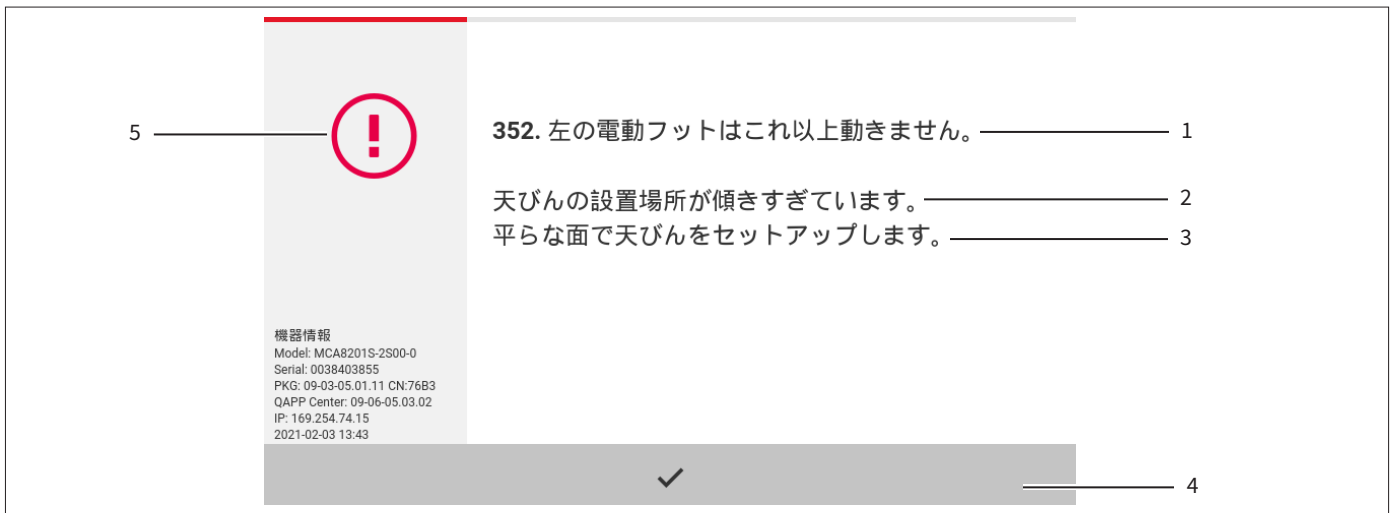 5
352. 左の電動フットはこれ以上動きません。 1
天びんの設置場所が傾きすぎています。 2
平らな面で天びんをセットアップします。 3
機器情報
Model: MCA8201S-2S00-0
Serial: 0038403855
PKG: 09-03-05.01.11 CN:76B3
QAPP Center: 09-06-05.03.02
IP: 169.254.74.15
2021-02-03 13:43
4